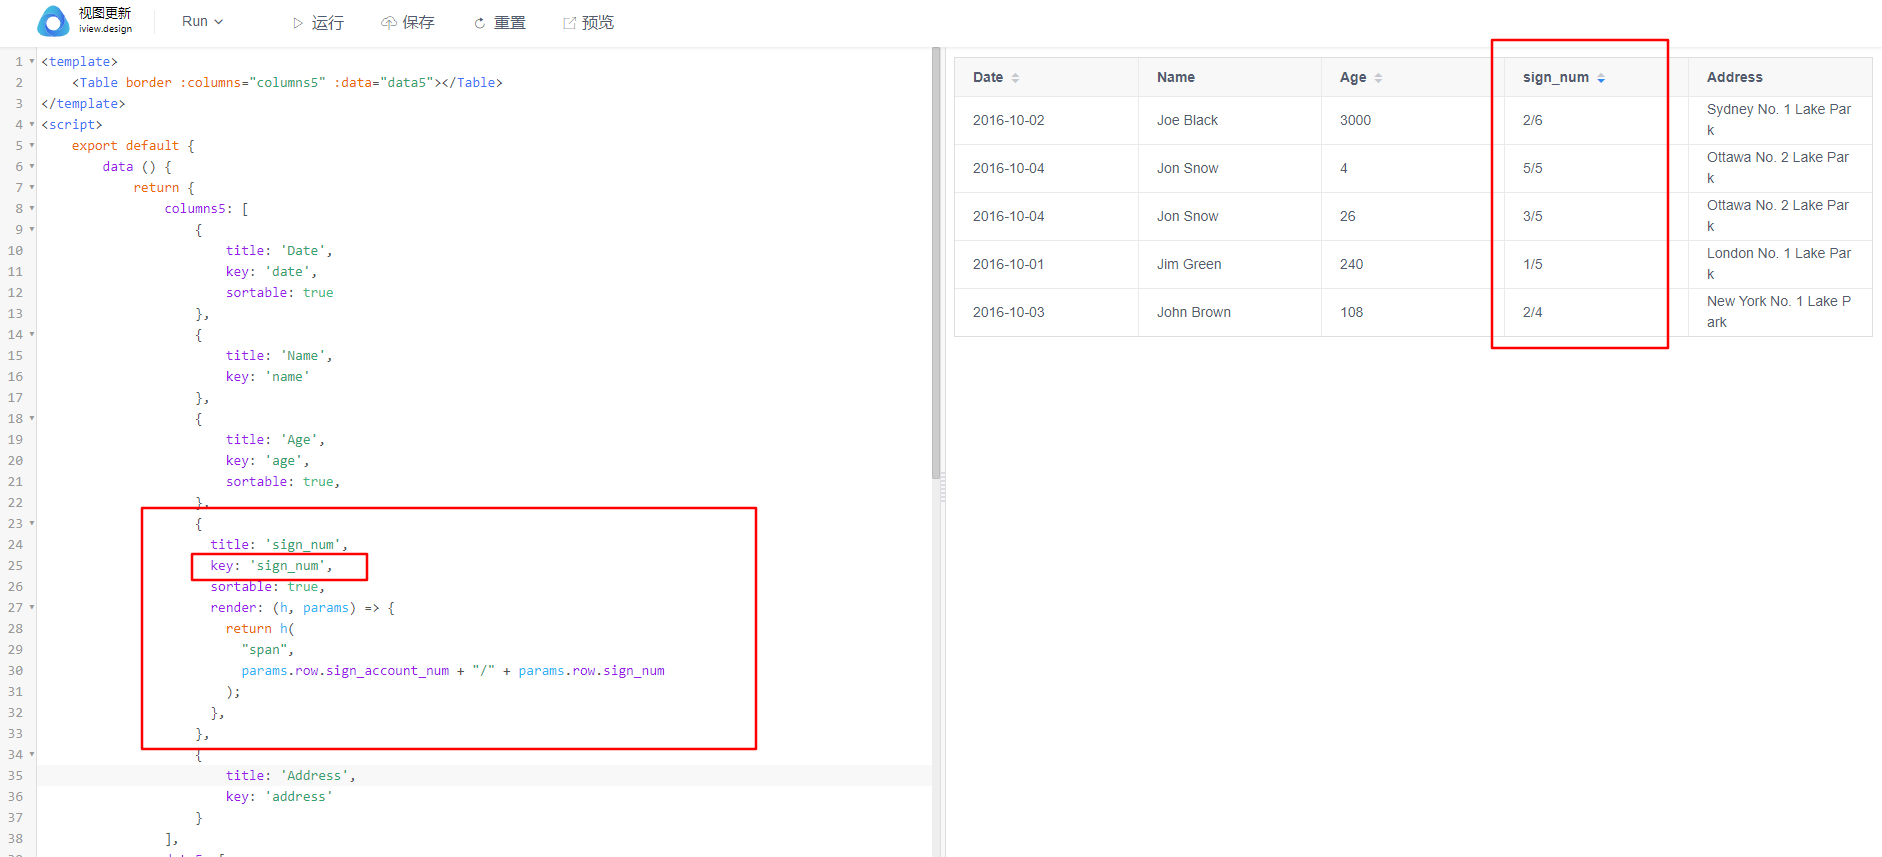 视图更新
iview.design
Run
运行
保存
重置
预览
1 <template>
2 <Table border :columns="columns5" :data="data5"></Table>
3 </template>
4 <script>
5 export default {
6 data () {
7 return {
8 columns5: [
9 {
10 title: 'Date',
11 key: 'date',
12 sortable: true
13 },
14 {
15 title: 'Name',
16 key: 'name'
17 },
18 {
19 title: 'Age',
20 key: 'age',
21 sortable: true,
22 },
23 {
24 title: 'sign_num',
25 key: 'sign_num',
26 sortable: true,
27 render: (h, params) => {
28 return h(
29 "span",
30 params.row.sign_account_num + "/" + params.row.sign_num
31 );
32 },
33 },
34 {
35 title: 'Address',
36 key: 'address'
37 }
38 ],
Date Name Age sign_num Address
2016-10-02 Joe Black 3000 2/6 Sydney No. 1 Lake Par
k
2016-10-04 Jon Snow 4 5/5 Ottawa No. 2 Lake Par
k
2016-10-04 Jon Snow 26 3/5 Ottawa No. 2 Lake Par
k
2016-10-01 Jim Green 240 1/5 London No. 1 Lake Par
k
2016-10-03 John Brown 108 2/4 New York No. 1 Lake P
ark